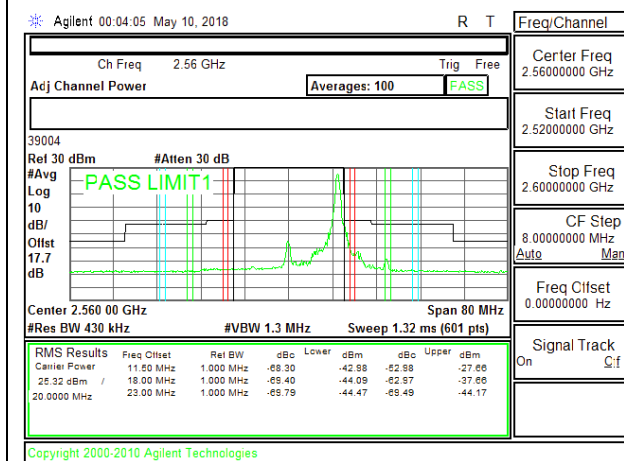 Agilent 00:04:05 May 10, 2018 R T
Freq/Channel
Ch Freq 2.56 GHz Trig Free
Adj Channel Power Averages: 100 PASS
Center Freq
2.56000000 GHz
Start Freq
2.52000000 GHz
Stop Freq
2.60000000 GHz
CF Step
8.00000000 MHz
Auto Man
Freq Offset
0.00000000 Hz
Signal Track
On Off
39004
Ref 30 dBm #Atten 30 dB
#Avg
Log
10
dB/
Offst
17.7
dB
PASS LIMIT1
Center 2.560 00 GHz Span 80 MHz
#Res BW 430 kHz #VBW 1.3 MHz Sweep 1.32 ms (601 pts)
RMS Results Freq Offset Ref BW dBc Lower dBm dBc Upper dBm
Carrier Power 11.50 MHz 1.000 MHz -68.30 -42.98 -52.98 -27.66
25.32 dBm / 18.00 MHz 1.000 MHz -69.40 -44.09 -62.97 -37.66
20.0000 MHz 23.00 MHz 1.000 MHz -69.79 -44.47 -69.49 -44.17
Copyright 2000-2010 Agilent Technologies